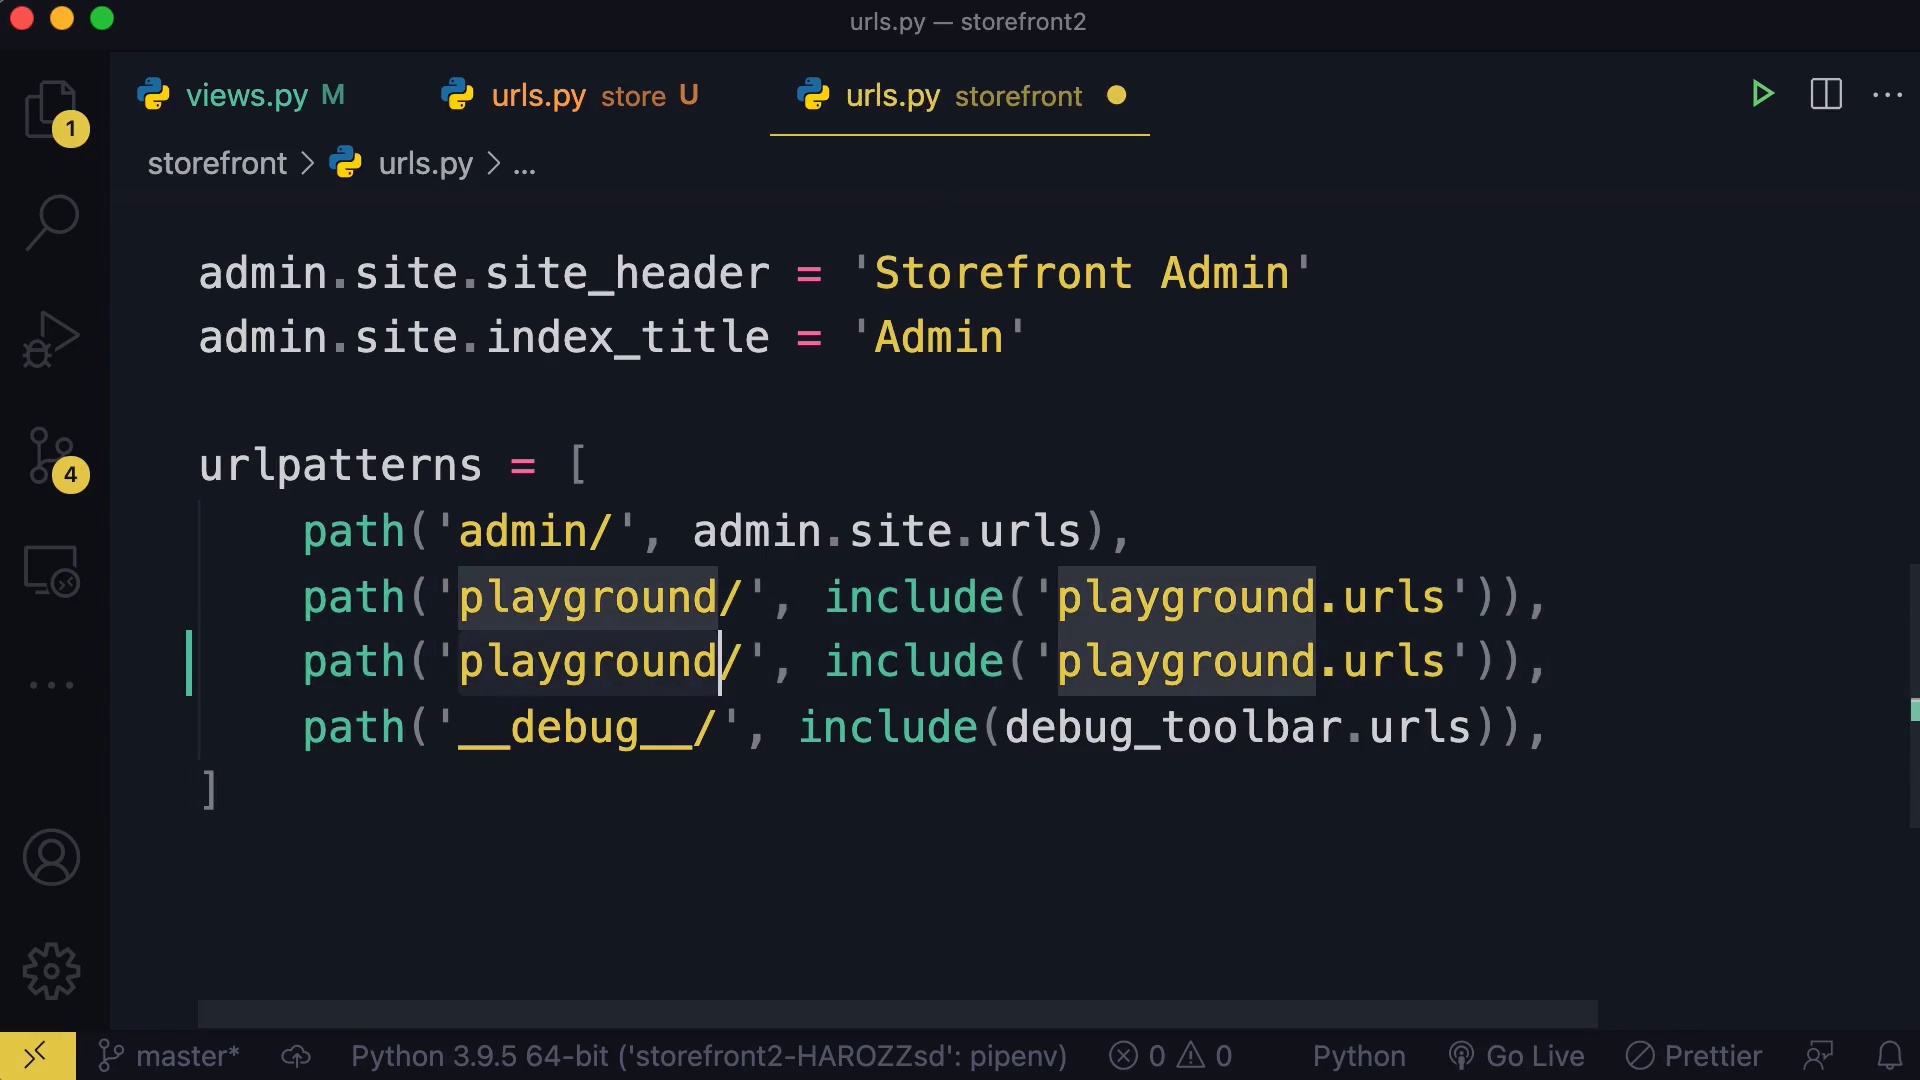 urls.py — storefront2
views.py M urls.py store U urls.py storefront
1
storefront > urls.py > ...
admin.site.site_header = 'Storefront Admin'
admin.site.index_title = 'Admin'
4
urlpatterns = [
path('admin/', admin.site.urls),
path('playground/', include('playground.urls')),
path('playground/', include('playground.urls')),
path('__debug__/', include(debug_toolbar.urls)),
]
master* Python 3.9.5 64-bit ('storefront2-HAROZZsd': pipenv) 0 0 Python Go Live Prettier